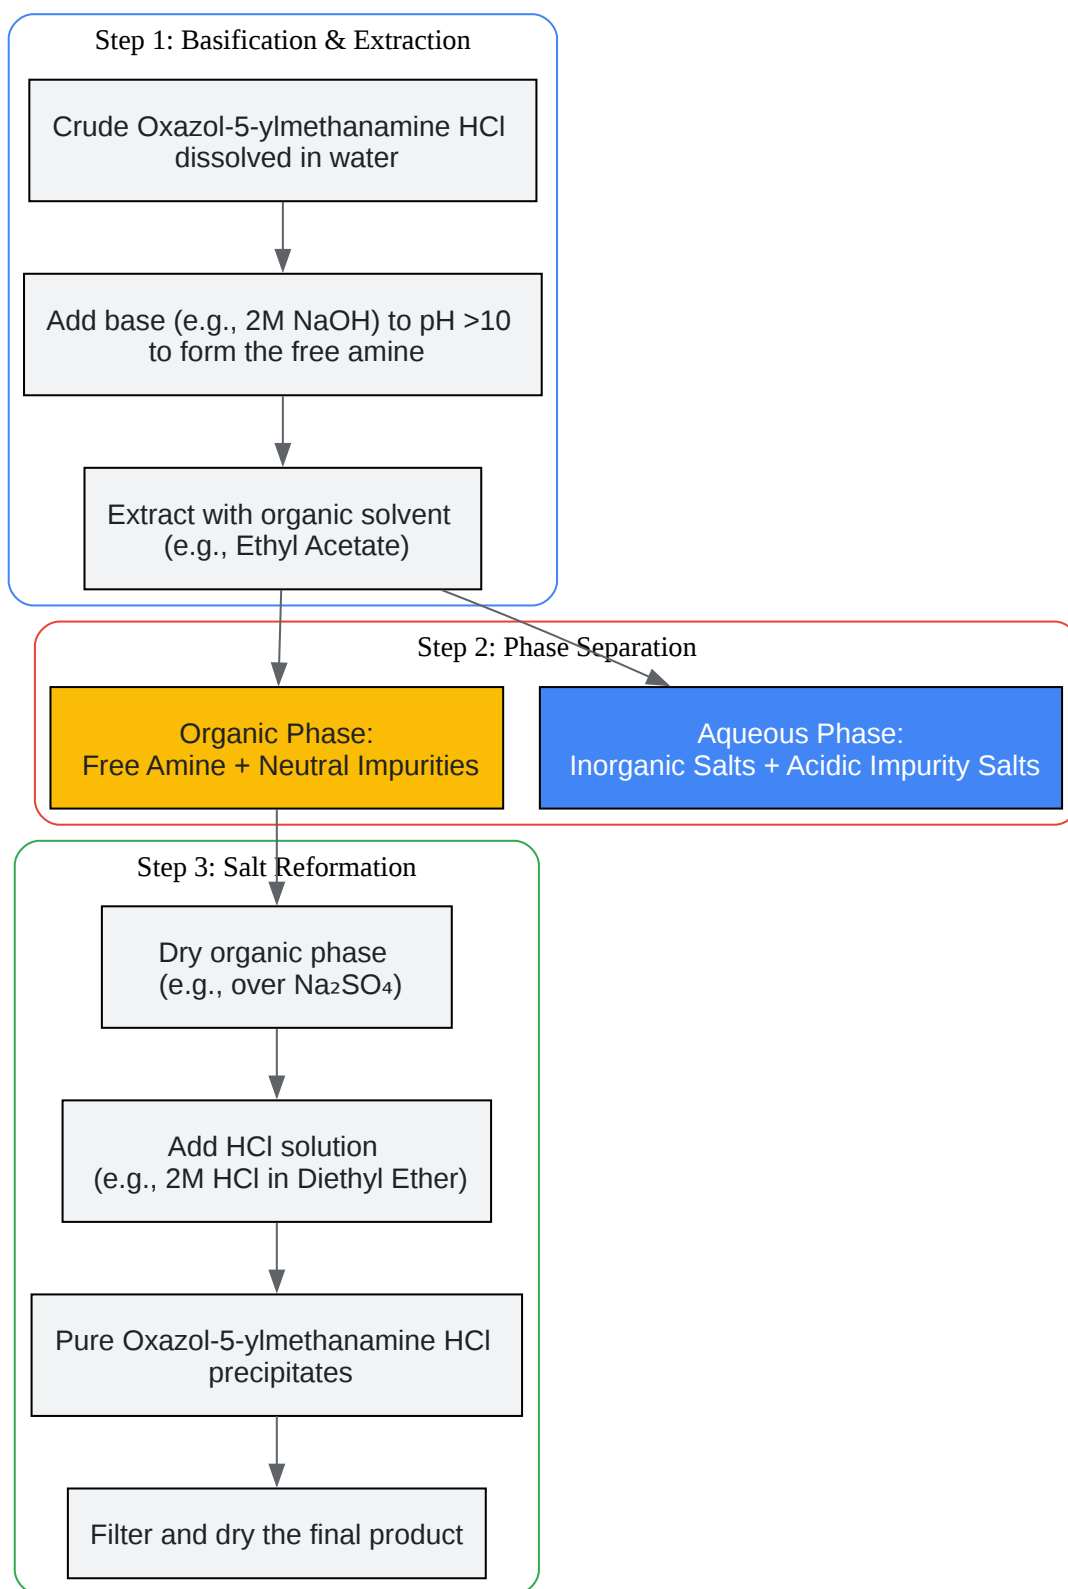 Step 1: Basification & Extraction
Crude Oxazol-5-ylmethanamine HCl
dissolved in water
Add base (e.g., 2M NaOH) to pH >10
to form the free amine
Extract with organic solvent
(e.g., Ethyl Acetate)
Step 2: Phase Separation
Organic Phase:
Free Amine + Neutral Impurities
Aqueous Phase:
Inorganic Salts + Acidic Impurity Salts
Step 3: Salt Reformation
Dry organic phase
(e.g., over Na₂SO₄)
Add HCl solution
(e.g., 2M HCl in Diethyl Ether)
Pure Oxazol-5-ylmethanamine HCl
precipitates
Filter and dry the final product